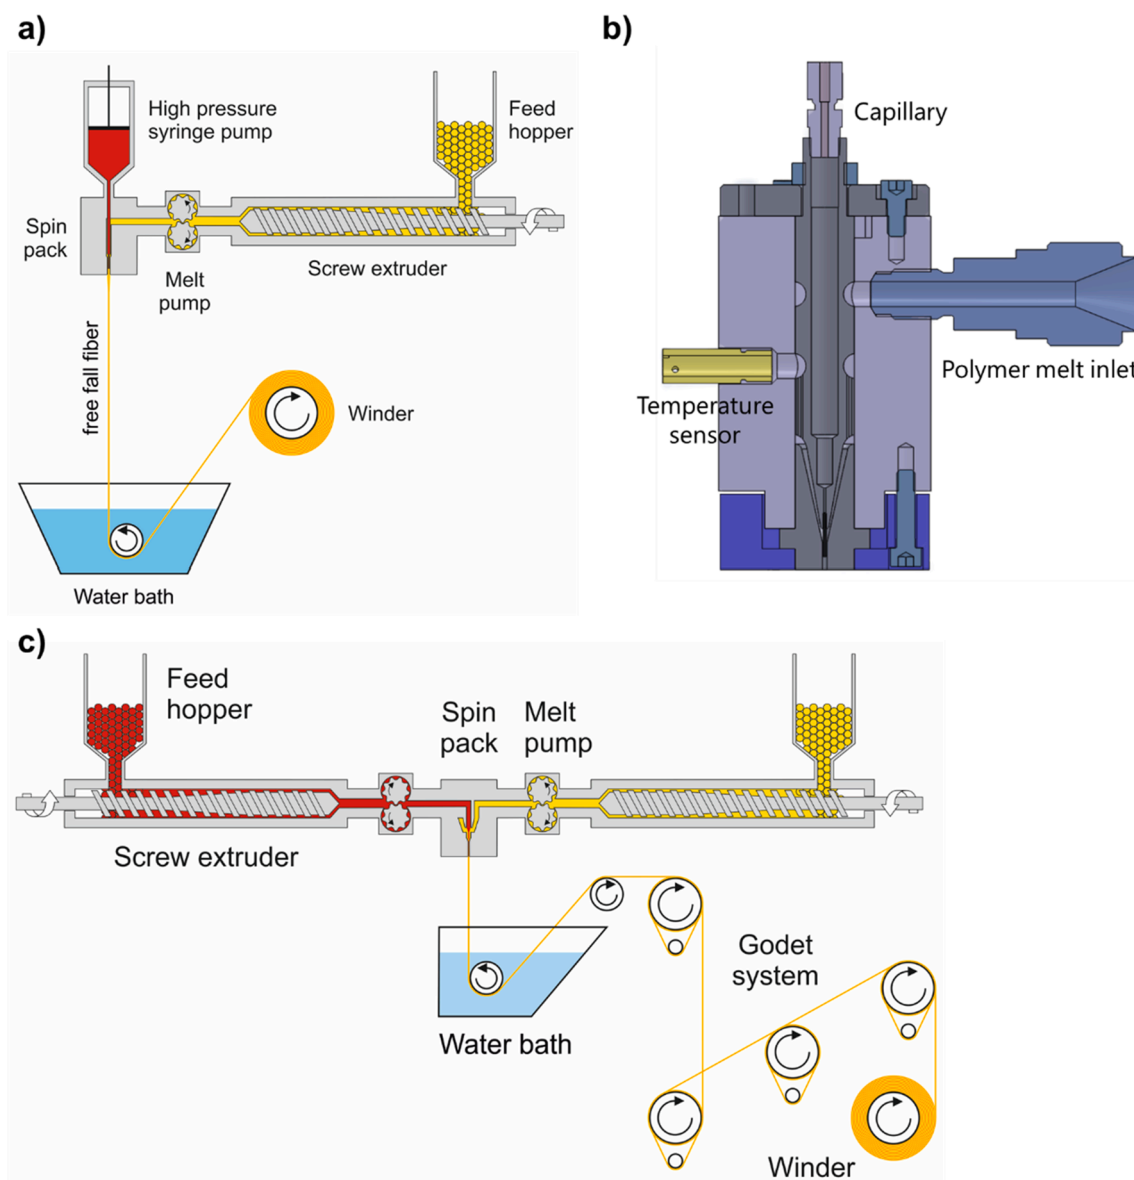 a)
High pressure
syringe pump
Feed
hopper
Spin
pack
Melt
pump
Screw extruder
free fall fiber
Winder
Water bath
b)
Capillary
Polymer melt inlet
Temperature
sensor
c)
Feed
hopper
Spin
pack
Melt
pump
Screw extruder
Godet
system
Water bath
Winder